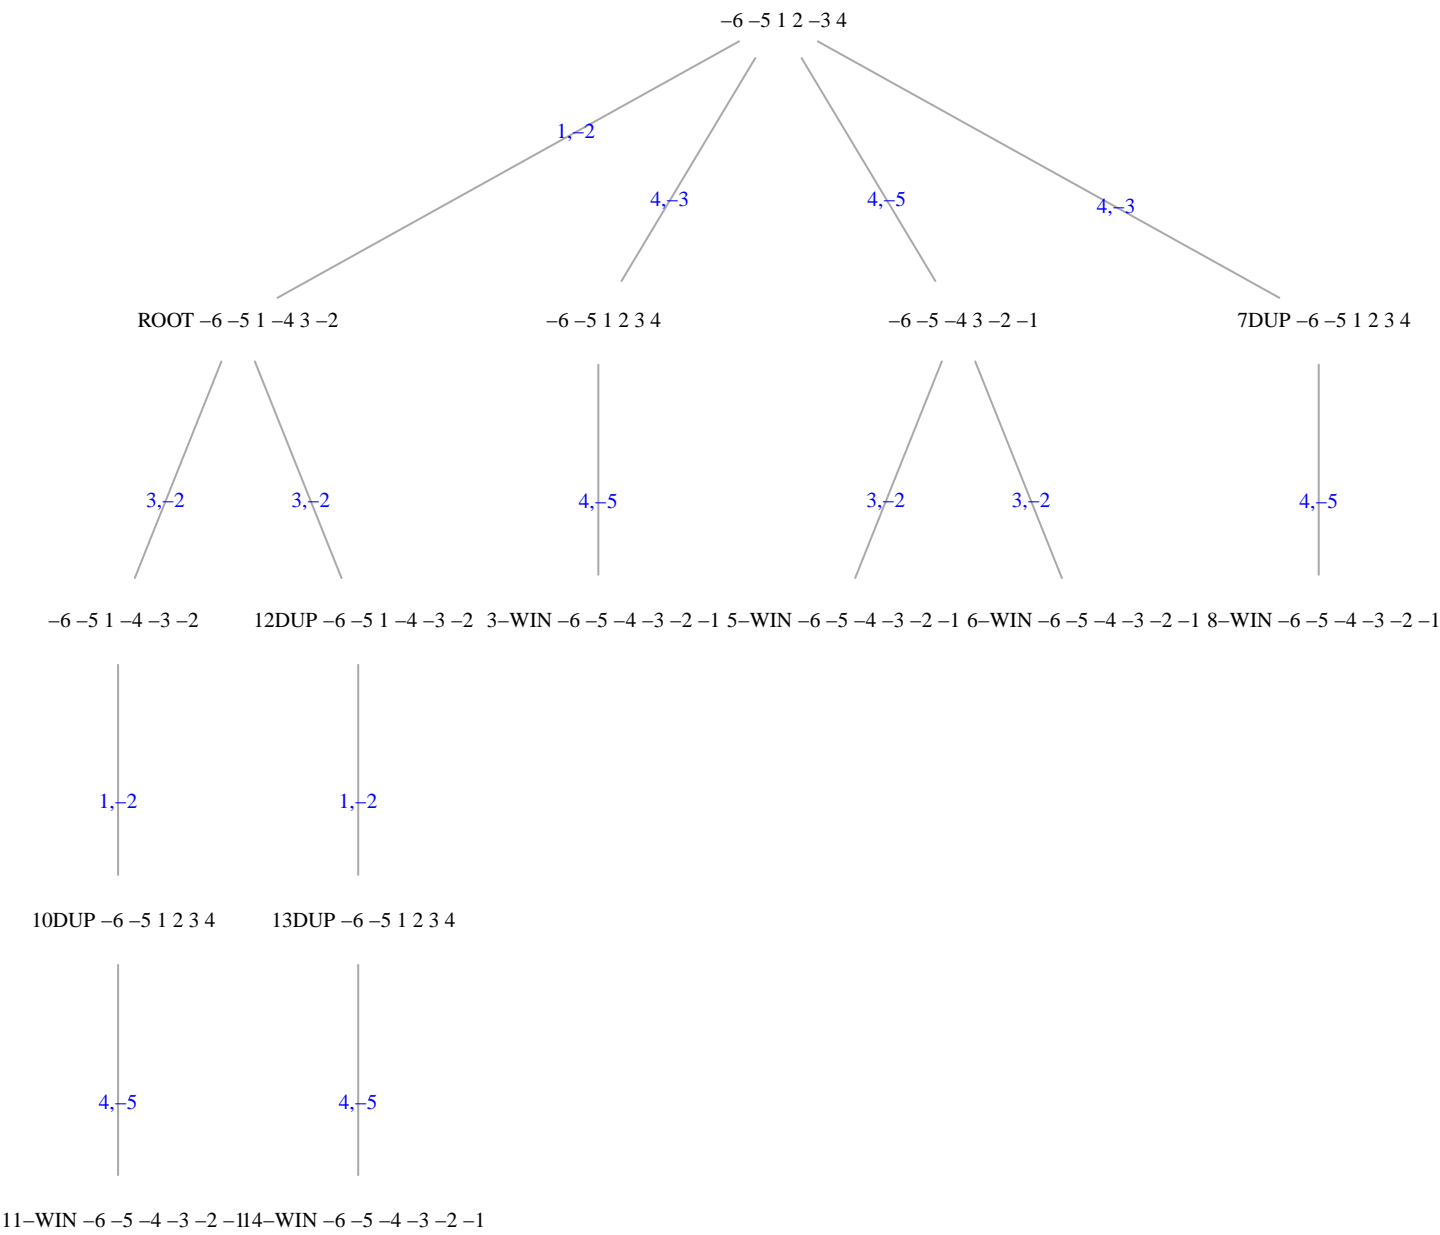 −6 −5 1 2 −3 4
1,−2
4,−3
4,−5
4,−3
ROOT −6 −5 1 −4 3 −2
−6 −5 1 2 3 4
−6 −5 −4 3 −2 −1
7DUP −6 −5 1 2 3 4
3,−2
3,−2
4,−5
3,−2
3,−2
4,−5
−6 −5 1 −4 −3 −2
12DUP −6 −5 1 −4 −3 −2
3−WIN −6 −5 −4 −3 −2 −1
5−WIN −6 −5 −4 −3 −2 −1
6−WIN −6 −5 −4 −3 −2 −1
8−WIN −6 −5 −4 −3 −2 −1
1,−2
1,−2
10DUP −6 −5 1 2 3 4
13DUP −6 −5 1 2 3 4
4,−5
4,−5
11−WIN −6 −5 −4 −3 −2 −1
14−WIN −6 −5 −4 −3 −2 −1